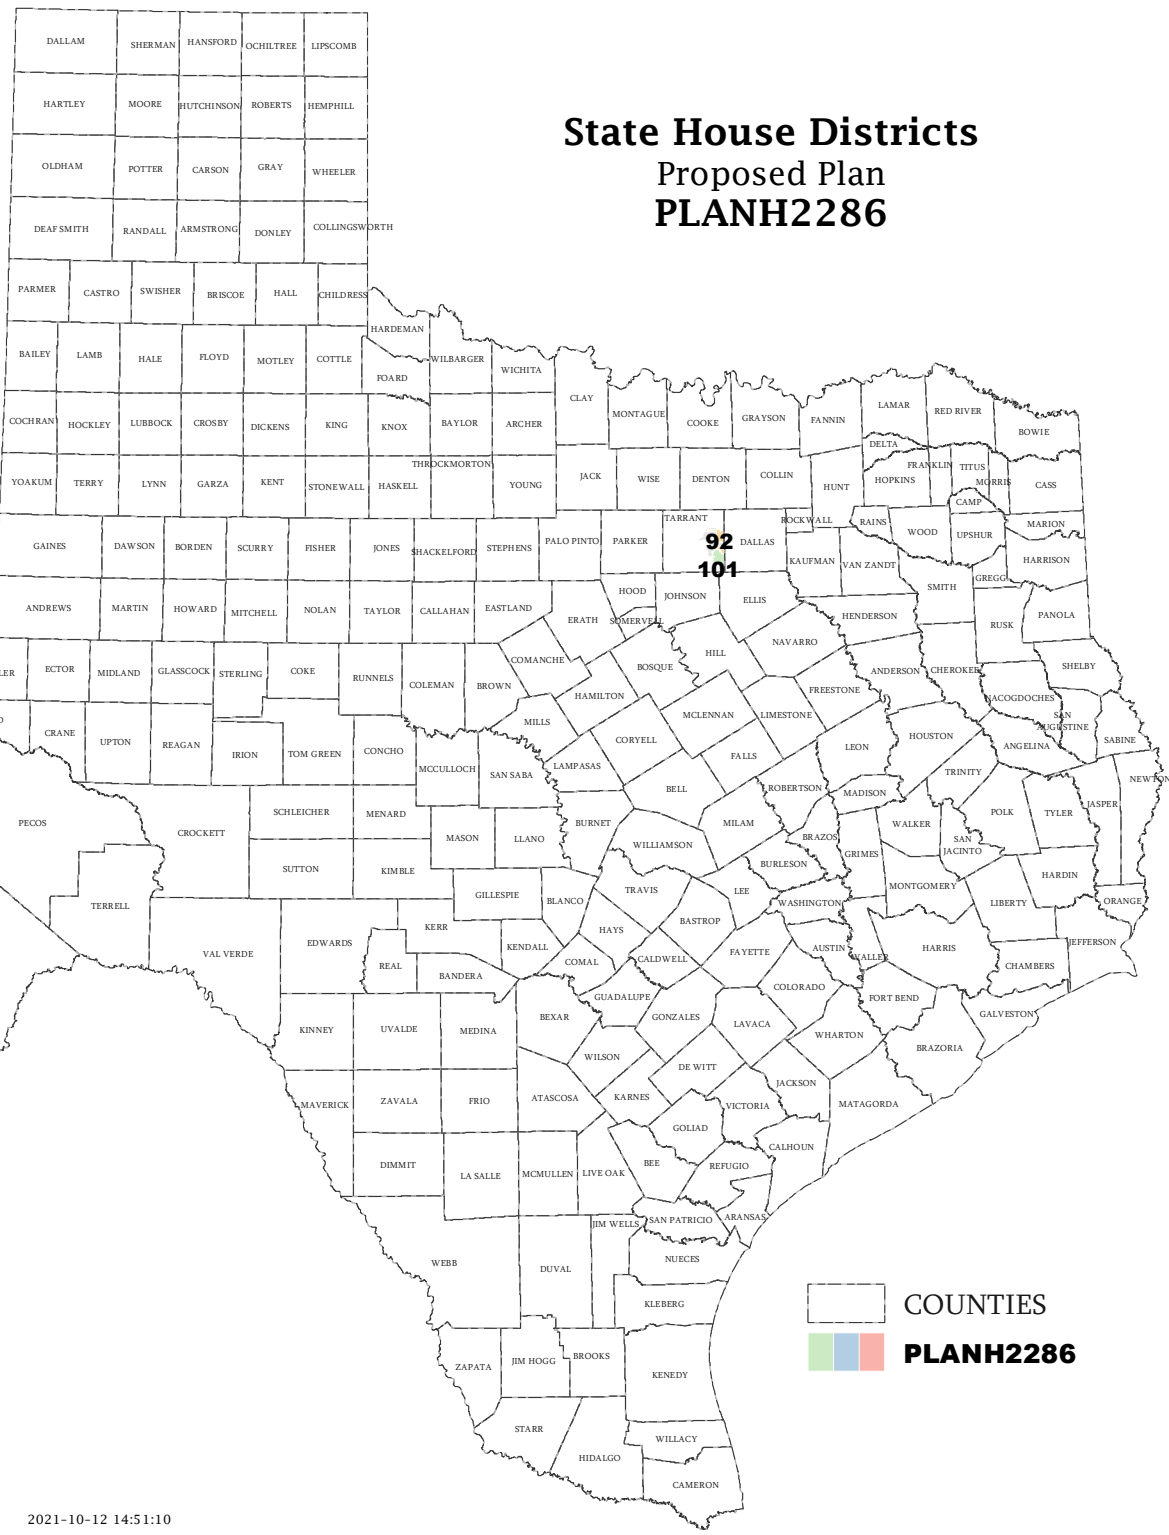 State House Districts
Proposed Plan
PLANH2286
DALLAM SHERMAN HANSFORD OCHILTREE LIPSCOMB
HARTLEY MOORE HUTCHINSON ROBERTS HEMPHILL
OLDHAM POTTER CARSON GRAY WHEELER
DEAF SMITH RANDALL ARMSTRONG DONLEY COLLINGSWORTH
PARMER CASTRO SWISHER BRISCOE HALL CHILDRESS
HARDEMAN
BAILEY LAMB HALE FLOYD MOTLEY COTTLE WILBARGER
FOARD WICHITA
CLAY MONTAGUE COOKE GRAYSON FANNIN LAMAR RED RIVER BOWIE
COCHRAN HOCKLEY LUBBOCK CROSBY DICKENS KING KNOX BAYLOR ARCHER
DELTA
THROCKMORTON FRANKLIN TITUS
YOAKUM TERRY LYNN GARZA KENT STONEWALL HASKELL YOUNG JACK WISE DENTON COLLIN HUNT HOPKINS MORRIS CASS
CAMP
TARRANT ROCKWALL RAINS WOOD UPSHUR MARION
GAINES DAWSON BORDEN SCURRY FISHER JONES SHACKELFORD STEPHENS PALO PINTO PARKER 92 DALLAS
KAUFMAN VAN ZANDT HARRISON
101
SMITH GREGG
ANDREWS MARTIN HOWARD MITCHELL NOLAN TAYLOR CALLAHAN EASTLAND ERATH HOOD JOHNSON ELLIS
SOMERVELL HENDERSON RUSK PANOLA
ECTOR MIDLAND GLASSCOCK STERLING COKE RUNNELS COLEMAN BROWN COMANCHE BOSQUE HILL NAVARRO
ANDERSON CHEROKEE SHELBY
HAMILTON FREESTONE NACOGDOCHES
CRANE UPTON REAGAN IRION TOM GREEN CONCHO MILLS CORYELL MCLENNAN LIMESTONE
SAN
AUGUSTINE
LEON HOUSTON ANGELINA SABINE
MCCULLOCH SAN SABA LAMPASAS BELL FALLS
TRINITY NEWTON
ROBERTSON MADISON
PECOS CROCKETT SCHLEICHER MENARD MASON LLANO BURNET WILLIAMSON MILAM BRAZOS WALKER
SAN
JACINTO
POLK TYLER JASPER
SUTTON KIMBLE BURLESON GRIMES
MONTGOMERY HARDIN
TERRELL GILLESPIE BLANCO TRAVIS LEE WASHINGTON LIBERTY ORANGE
VAL VERDE EDWARDS KERR KENDALL HAYS BASTROP
REAL BANDERA COMAL CALDWELL FAYETTE AUSTIN WALLER HARRIS CHAMBERS JEFFERSON
KINNEY UVALDE MEDINA BEXAR GUADALUPE GONZALES LAVACA COLORADO FORT BEND GALVESTON
WILSON DE WITT WHARTON BRAZORIA
MAVERICK ZAVALA FRIO ATASCOSA KARNES VICTORIA JACKSON MATAGORDA
GOLIAD CALHOUN
DIMMIT LA SALLE MCMULLEN LIVE OAK BEE REFUGIO
JIM WELLS SAN PATRICIO ARANSAS
WEBB DUVAL NUECES
KLEBERG
COUNTIES
PLANH2286
ZAPATA JIM HOGG BROOKS KENEDY
STARR HIDALGO WILLACY
CAMERON
2021-10-12 14:51:10